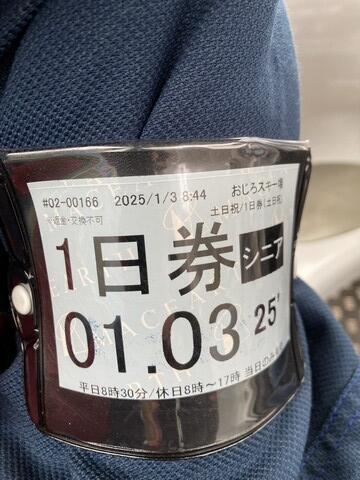 #02-00166 2025/1/3 8:44 おじろスキー場
※返金・交換不可 土日祝/1日券(土日祝)
1日券 シニア
01.03 25'
平日8時30分/休日8時～17時 当日のみ有